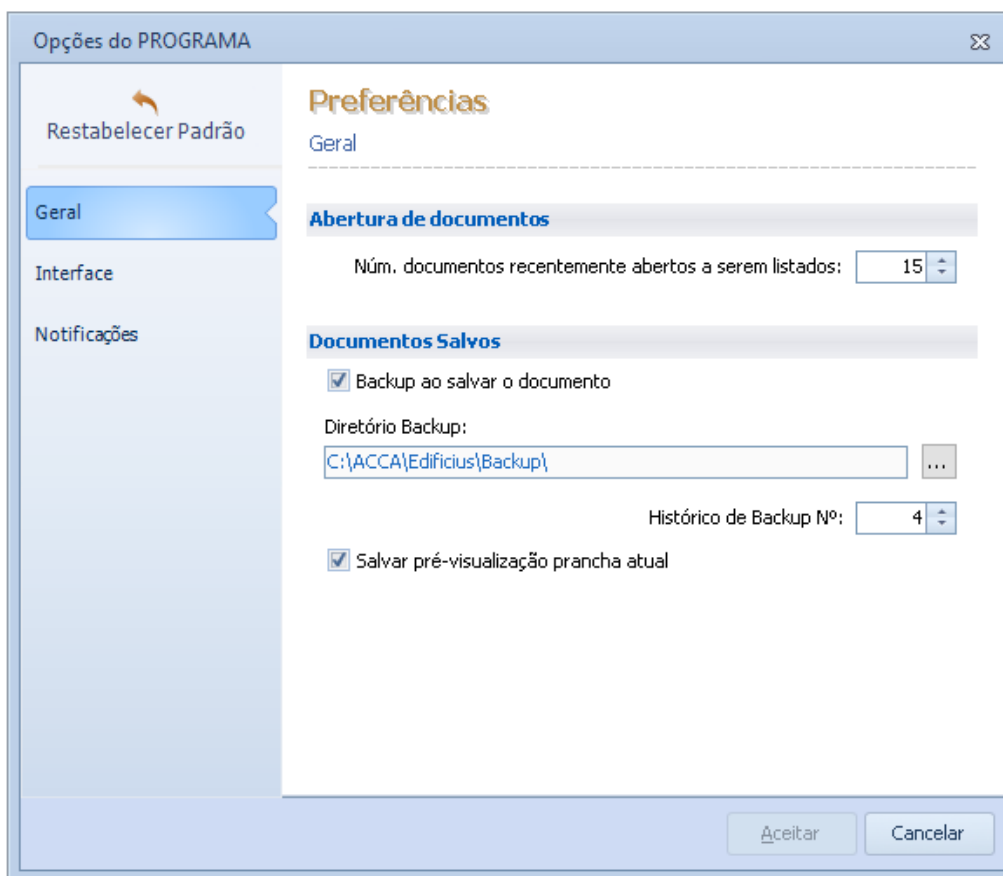 Opções do PROGRAMA
Restabelecer Padrão
Geral
Interface
Notificações
Preferências
Geral
Abertura de documentos
Núm. documentos recentemente abertos a serem listados: 15
Documentos Salvos
Backup ao salvar o documento
Diretório Backup:
C:\ACCA\Edificius\Backup\
...
Histórico de Backup Nº: 4
Salvar pré-visualização prancha atual
Aceitar
Cancelar